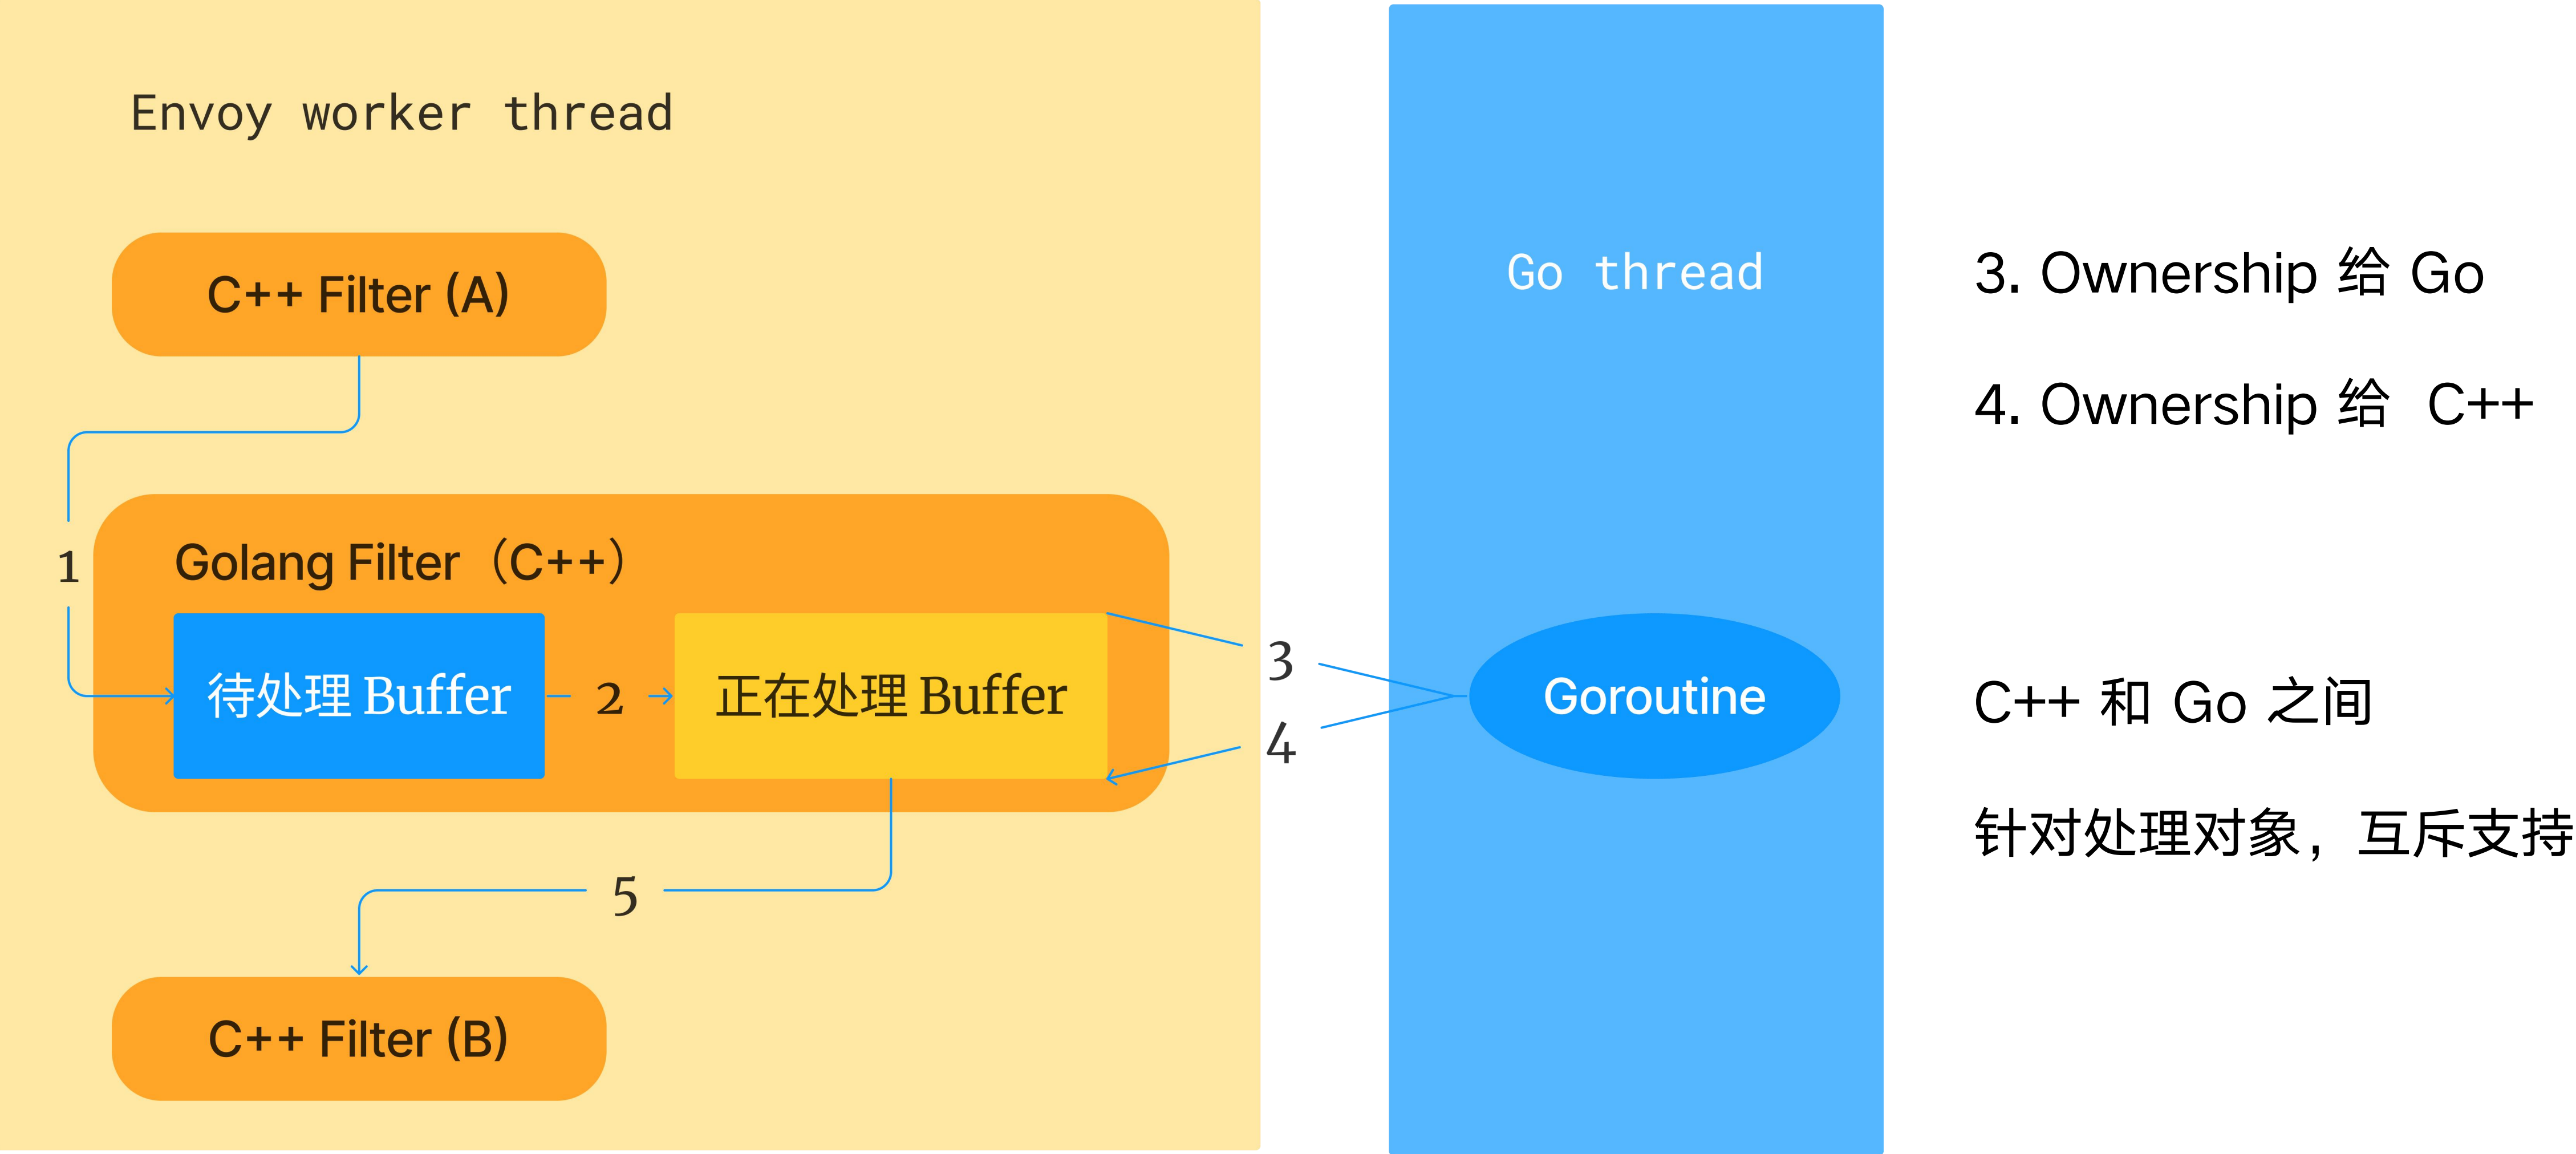 Envoy worker thread
C++ Filter (A)
1
Golang Filter（C++）
待处理 Buffer
2
正在处理 Buffer
3
4
5
C++ Filter (B)
Go thread
Goroutine
3. Ownership 给 Go
4. Ownership 给 C++
C++ 和 Go 之间
针对处理对象，互斥支持